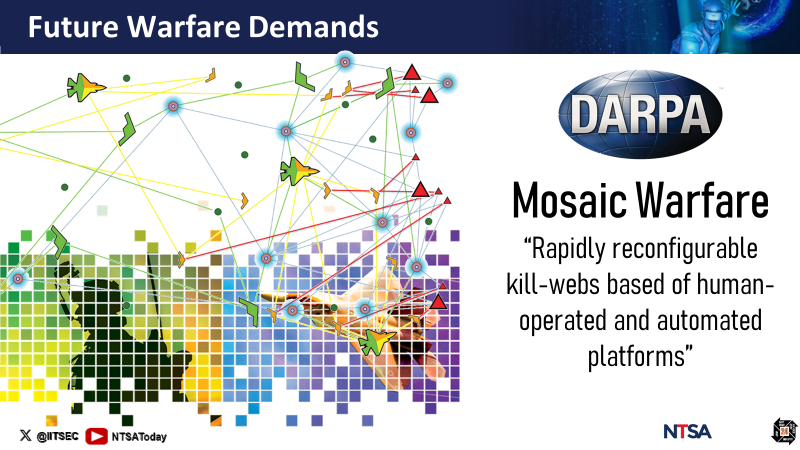 Future Warfare Demands
DARPA
Mosaic Warfare
“Rapidly reconfigurable
kill-webs based of human-
operated and automated
platforms”
@IITSEC
NTSAToday
NTSA